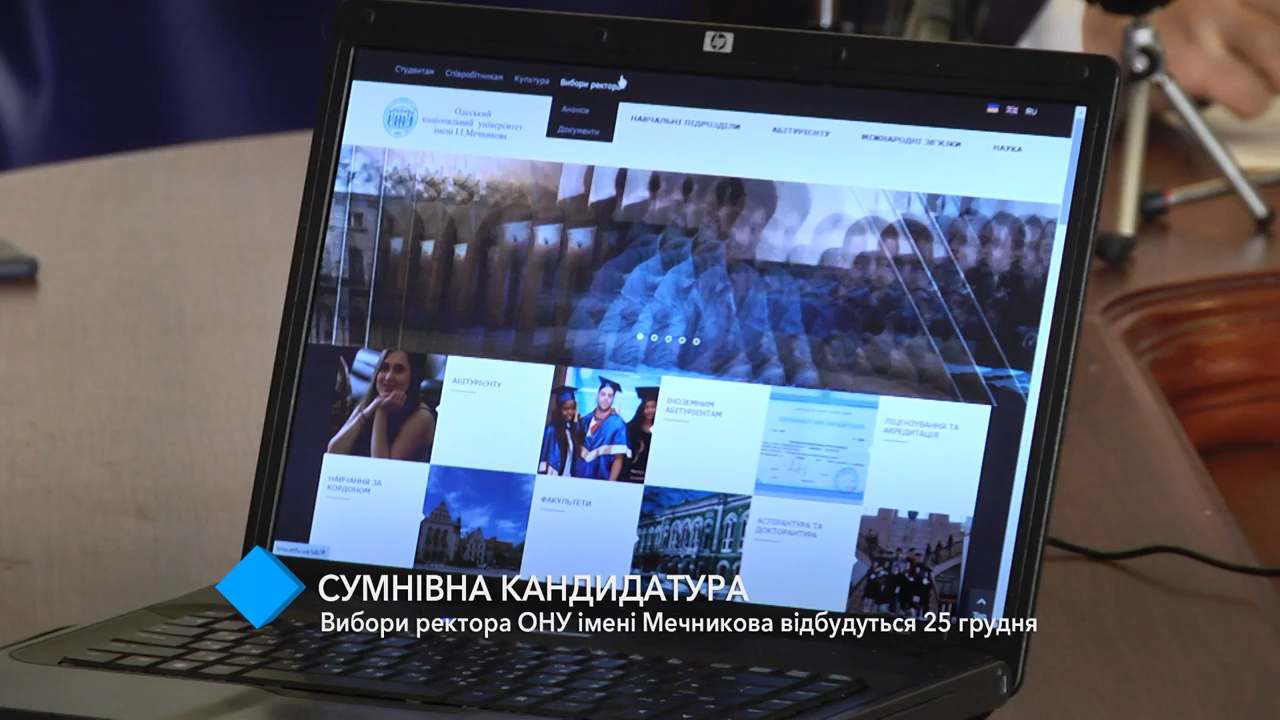 hp
Студентам Співробітникам Культура Вибори ректора
RU
Анонси
Документи
Одеський
національний університет
імені І.І.Мечникова
НАВЧАЛЬНІ ПІДРОЗДІЛИ АБІТУРІЄНТУ МІЖНАРОДНІ ЗВ'ЯЗКИ НАУКА
АБІТУРІЄНТУ
ІНОЗЕМНИМ
АБІТУРІЄНТАМ
ЛІЦЕНЗУВАННЯ ТА
АКРЕДИТАЦІЯ
НАВЧАННЯ ЗА
КОРДОНОМ
ФАКУЛЬТЕТИ
АСПІРАНТУРА ТА
ДОКТОРАНТУРА
СУМНІВНА КАНДИДАТУРА
Вибори ректора ОНУ імені Мечникова відбудуться 25 грудня